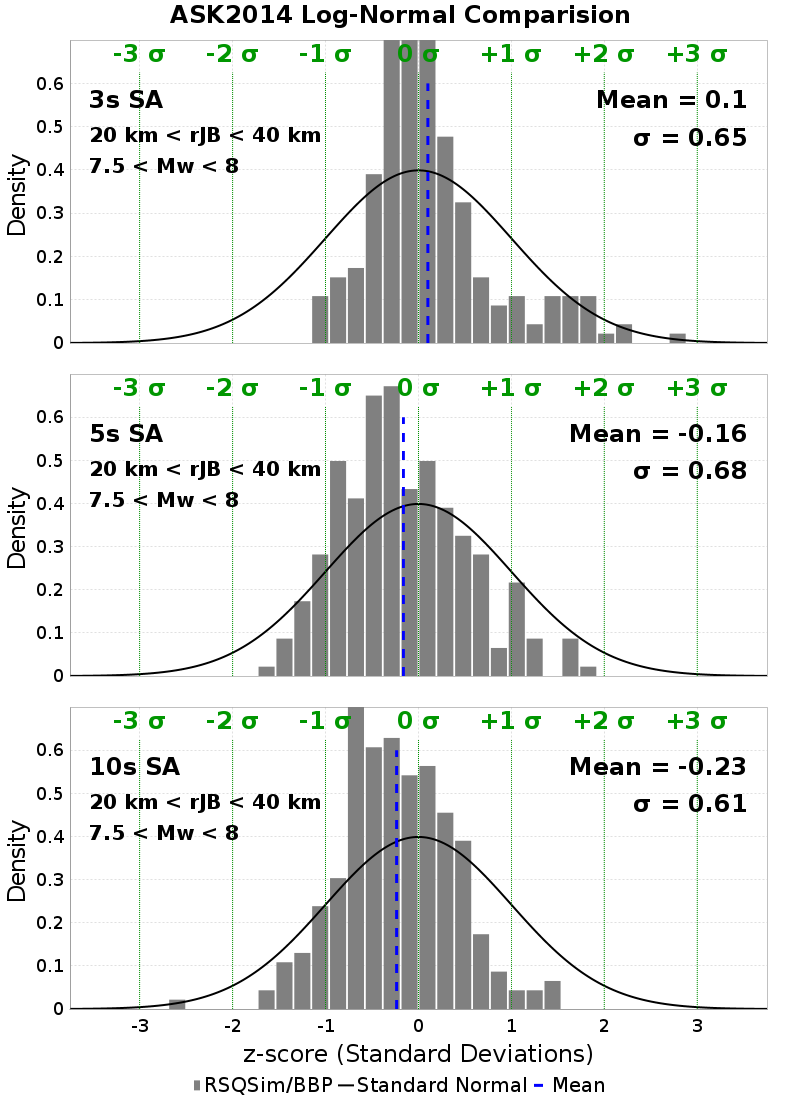 ASK2014 Log-Normal Comparision
-3 σ -2 σ -1 σ 0 σ +1 σ +2 σ +3 σ
0.6
3s SA Mean = 0.1
0.5
20 km < rJB < 40 km σ = 0.65
7.5 < Mw < 8
0.4
0.3
0.2
0.1
0
Density
-3 σ -2 σ -1 σ 0 σ +1 σ +2 σ +3 σ
0.6
5s SA Mean = -0.16
0.5
20 km < rJB < 40 km σ = 0.68
7.5 < Mw < 8
0.4
0.3
0.2
0.1
0
Density
-3 σ -2 σ -1 σ 0 σ +1 σ +2 σ +3 σ
0.6
10s SA Mean = -0.23
0.5
20 km < rJB < 40 km σ = 0.61
7.5 < Mw < 8
0.4
0.3
0.2
0.1
0
Density
-3 -2 -1 0 1 2 3
z-score (Standard Deviations)
RSQSim/BBP Standard Normal Mean